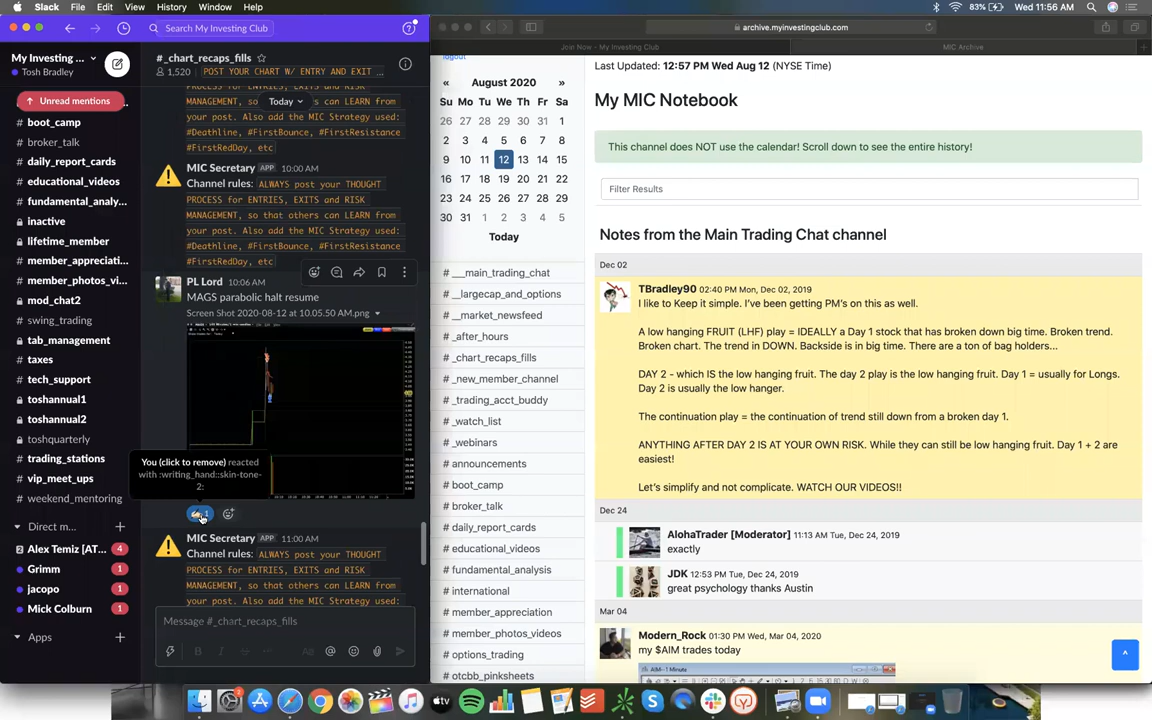 Slack File Edit View History Window Help
83% Wed 11:56 AM
Search My Investing Club
My Investing ...
Tosh Bradley
Unread mentions
# boot_camp
# broker_talk
# daily_report_cards
# educational_videos
# fundamental_analy...
inactive
# lifetime_member
# member_appreciati...
# member_photos_vi...
mod_chat2
# swing_trading
# tab_management
# taxes
# tech_support
toshannual1
toshannual2
toshquarterly
# trading_stations
# vip_meet_ups
# weekend_mentoring
Direct m...
2 Alex Temiz [AT... 4
Grimm 1
jacopo 1
Mick Colburn 1
Apps
#_chart_recaps_fills
1,520 POST YOUR CHART W/ ENTRY AND EXIT ...
PROCESS for ENTRIES, EXITS and RISK
Today
MANAGEMENT, so that others can LEARN from
your post. Also add the MIC Strategy used:
#Deathline, #FirstBounce, #FirstResistance
#FirstRedDay, etc
MIC Secretary APP 10:00 AM
Channel rules: ALWAYS post your THOUGHT
PROCESS for ENTRIES, EXITS and RISK
MANAGEMENT, so that others can LEARN from
your post. Also add the MIC Strategy used:
#Deathline, #FirstBounce, #FirstResistance
#FirstRedDay, etc
PL Lord 10:06 AM
MAGS parabolic halt resume
Screen Shot 2020-08-12 at 10.05.50 AM.png
You (click to remove) reacted
with :writing_hand::skin-tone-
2:
1
MIC Secretary APP 11:00 AM
Channel rules: ALWAYS post your THOUGHT
PROCESS for ENTRIES, EXITS and RISK
MANAGEMENT, so that others can LEARN from
your post. Also add the MIC Strategy used:
Message #_chart_recaps_fills
archive.myinvestingclub.com
Join Now - My Investing Club
MIC Archive
logout
« August 2020 »
Su Mo Tu We Th Fr Sa
26 27 28 29 30 31 1
2 3 4 5 6 7 8
9 10 11 12 13 14 15
16 17 18 19 20 21 22
23 24 25 26 27 28 29
30 31 1 2 3 4 5
Today
# __main_trading_chat
# __largecap_and_options
# __market_newsfeed
# _after_hours
# _chart_recaps_fills
# _new_member_channel
# _trading_acct_buddy
# _watch_list
# _webinars
# announcements
# boot_camp
# broker_talk
# daily_report_cards
# educational_videos
# fundamental_analysis
# international
# member_appreciation
# member_photos_videos
# options_trading
# otcbb_pinksheets
Last Updated: 12:57 PM Wed Aug 12 (NYSE Time)
My MIC Notebook
This channel does NOT use the calendar! Scroll down to see the entire history!
Filter Results
Notes from the Main Trading Chat channel
Dec 02
TBradley90 02:40 PM Mon, Dec 02, 2019
I like to Keep it simple. I've been getting PM's on this as well.
A low hanging FRUIT (LHF) play = IDEALLY a Day 1 stock that has broken down big time. Broken trend.
Broken chart. The trend in DOWN. Backside is in big time. There are a ton of bag holders...
DAY 2 - which IS the low hanging fruit. The day 2 play is the low hanging fruit. Day 1 = usually for Longs.
Day 2 is usually the low hanger.
The continuation play = the continuation of trend still down from a broken day 1.
ANYTHING AFTER DAY 2 IS AT YOUR OWN RISK. While they can still be low hanging fruit. Day 1 + 2 are
easiest!
Let's simplify and not complicate. WATCH OUR VIDEOS!!
Dec 24
AlohaTrader [Moderator] 11:13 AM Tue, Dec 24, 2019
exactly
JDK 12:53 PM Tue, Dec 24, 2019
great psychology thanks Austin
Mar 04
Modern_Rock 01:30 PM Wed, Mar 04, 2020
my $AIM trades today